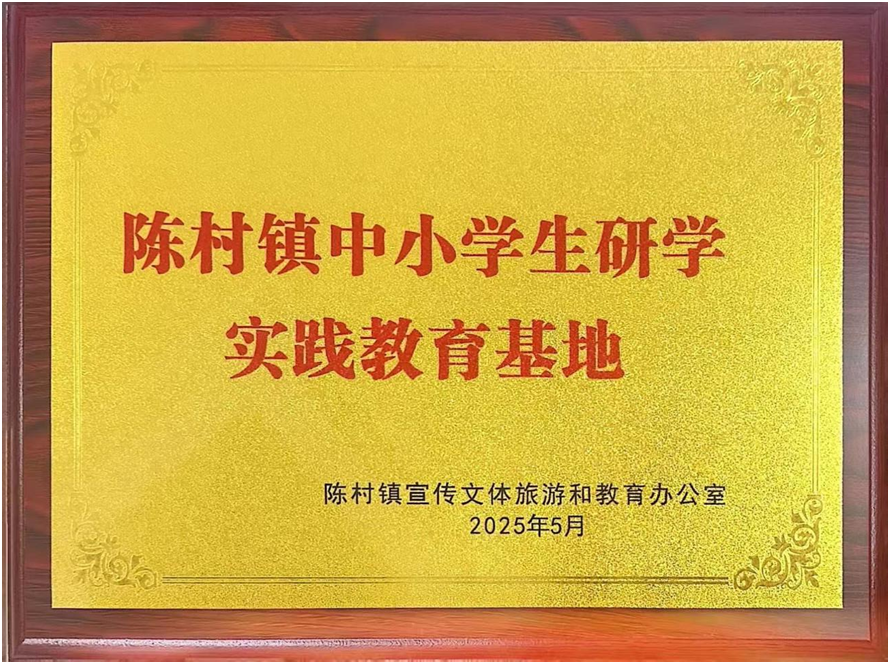 陈村镇中小学生研学
实践教育基地
陈村镇宣传文体旅游和教育办公室
2025年5月